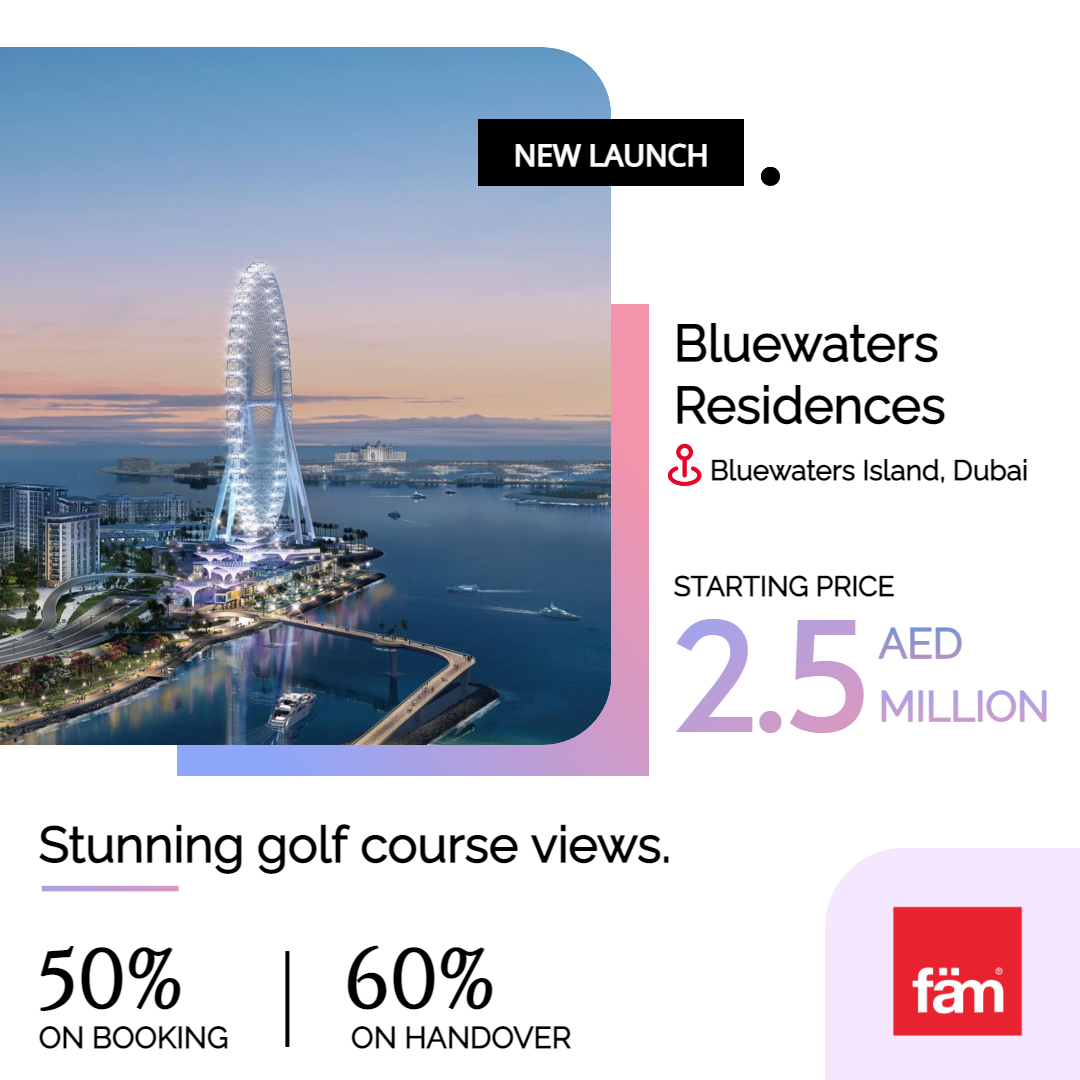 NEW LAUNCH
Bluewaters
Residences
Bluewaters Island, Dubai
STARTING PRICE
2.5 AED
MILLION
Stunning golf course views.
50%
ON BOOKING
60%
ON HANDOVER
fäm®